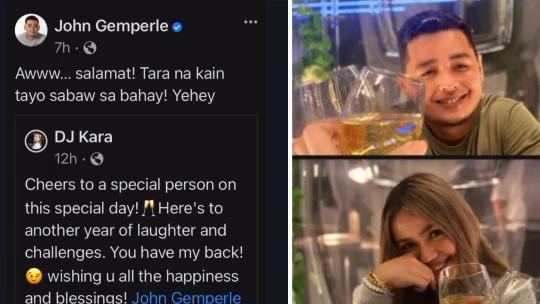 John Gemperle
7h ·
Awww... salamat! Tara na kain
tayo sabaw sa bahay! Yehey
DJ Kara
12h ·
Cheers to a special person on
this special day!🥂Here's to
another year of laughter and
challenges. You have my back!
😉 wishing u all the happiness
and blessings! John Gemperle